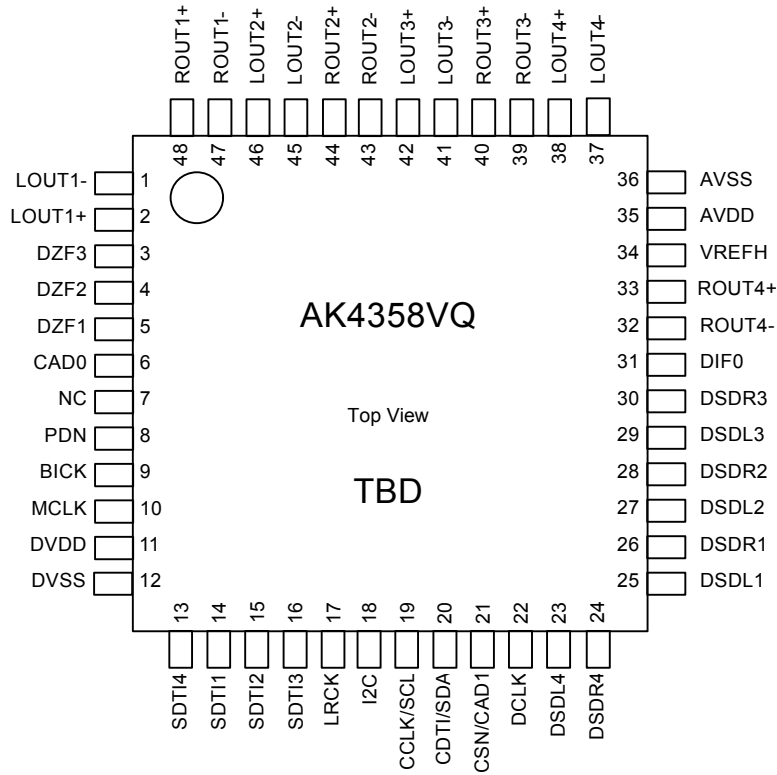 ROUT1+ ROUT1- LOUT2+ LOUT2- ROUT2+ ROUT2- LOUT3+ LOUT3- ROUT3+ ROUT3- LOUT4+ LOUT4-
48 47 46 45 44 43 42 41 40 39 38 37
LOUT1- 1 36 AVSS
LOUT1+ 2 35 AVDD
DZF3 3 34 VREFH
DZF2 4 33 ROUT4+
DZF1 5 32 ROUT4-
CAD0 6 31 DIF0
NC 7 30 DSDR3
PDN 8 29 DSDL3
BICK 9 28 DSDR2
MCLK 10 27 DSDL2
DVDD 11 26 DSDR1
DVSS 12 25 DSDL1
AK4358VQ
Top View
TBD
13 14 15 16 17 18 19 20 21 22 23 24
SDTI4 SDTI1 SDTI2 SDTI3 LRCK I2C CCLK/SCL CDTI/SDA CSN/CAD1 DCLK DSDL4 DSDR4